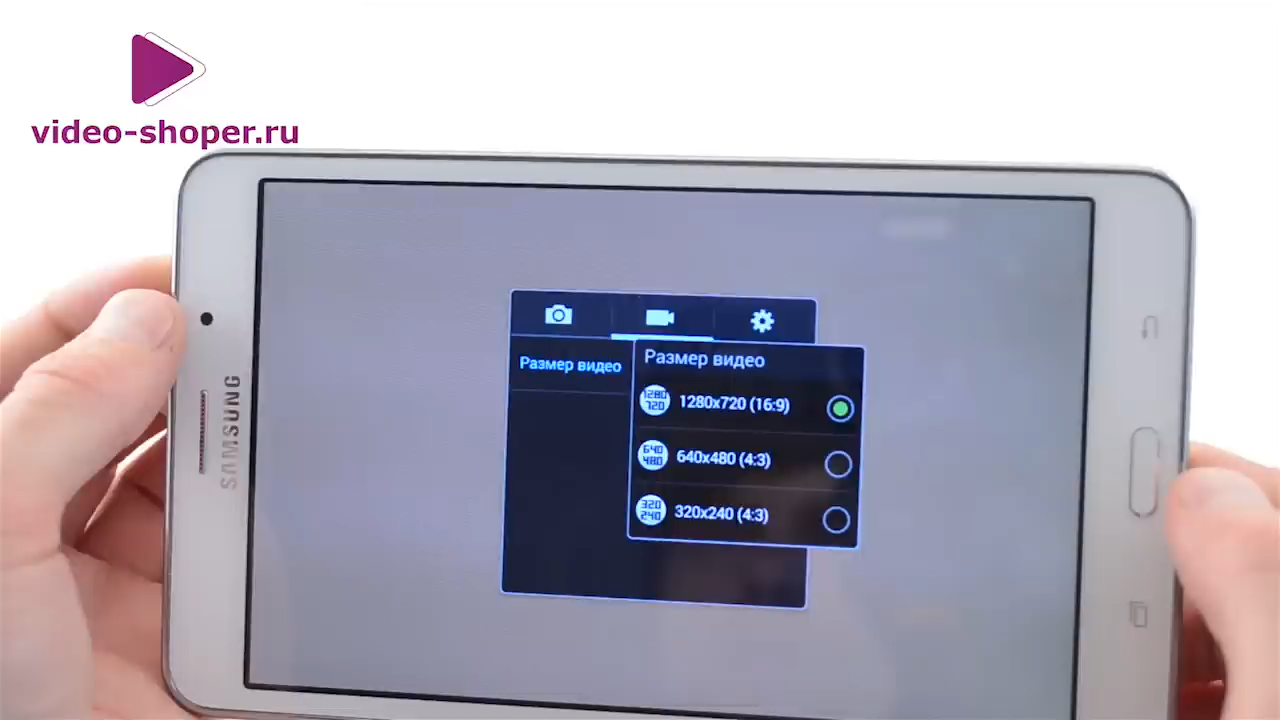 video-shoper.ru
SAMSUNG
Размер видео
Размер видео
1280
720
1280x720 (16:9)
640
480
640x480 (4:3)
320
240
320x240 (4:3)